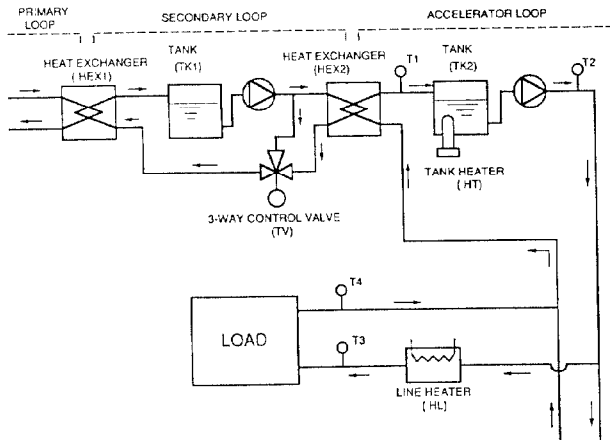 PRIMARY
LOOP
SECONDARY LOOP
ACCELERATOR LOOP
HEAT EXCHANGER
(HEX1)
TANK
(TK1)
HEAT EXCHANGER
(HEX2)
T1
TANK
(TK2)
T2
TANK HEATER
(HT)
3-WAY CONTROL VALVE
(TV)
T4
LOAD
T3
LINE HEATER
(HL)